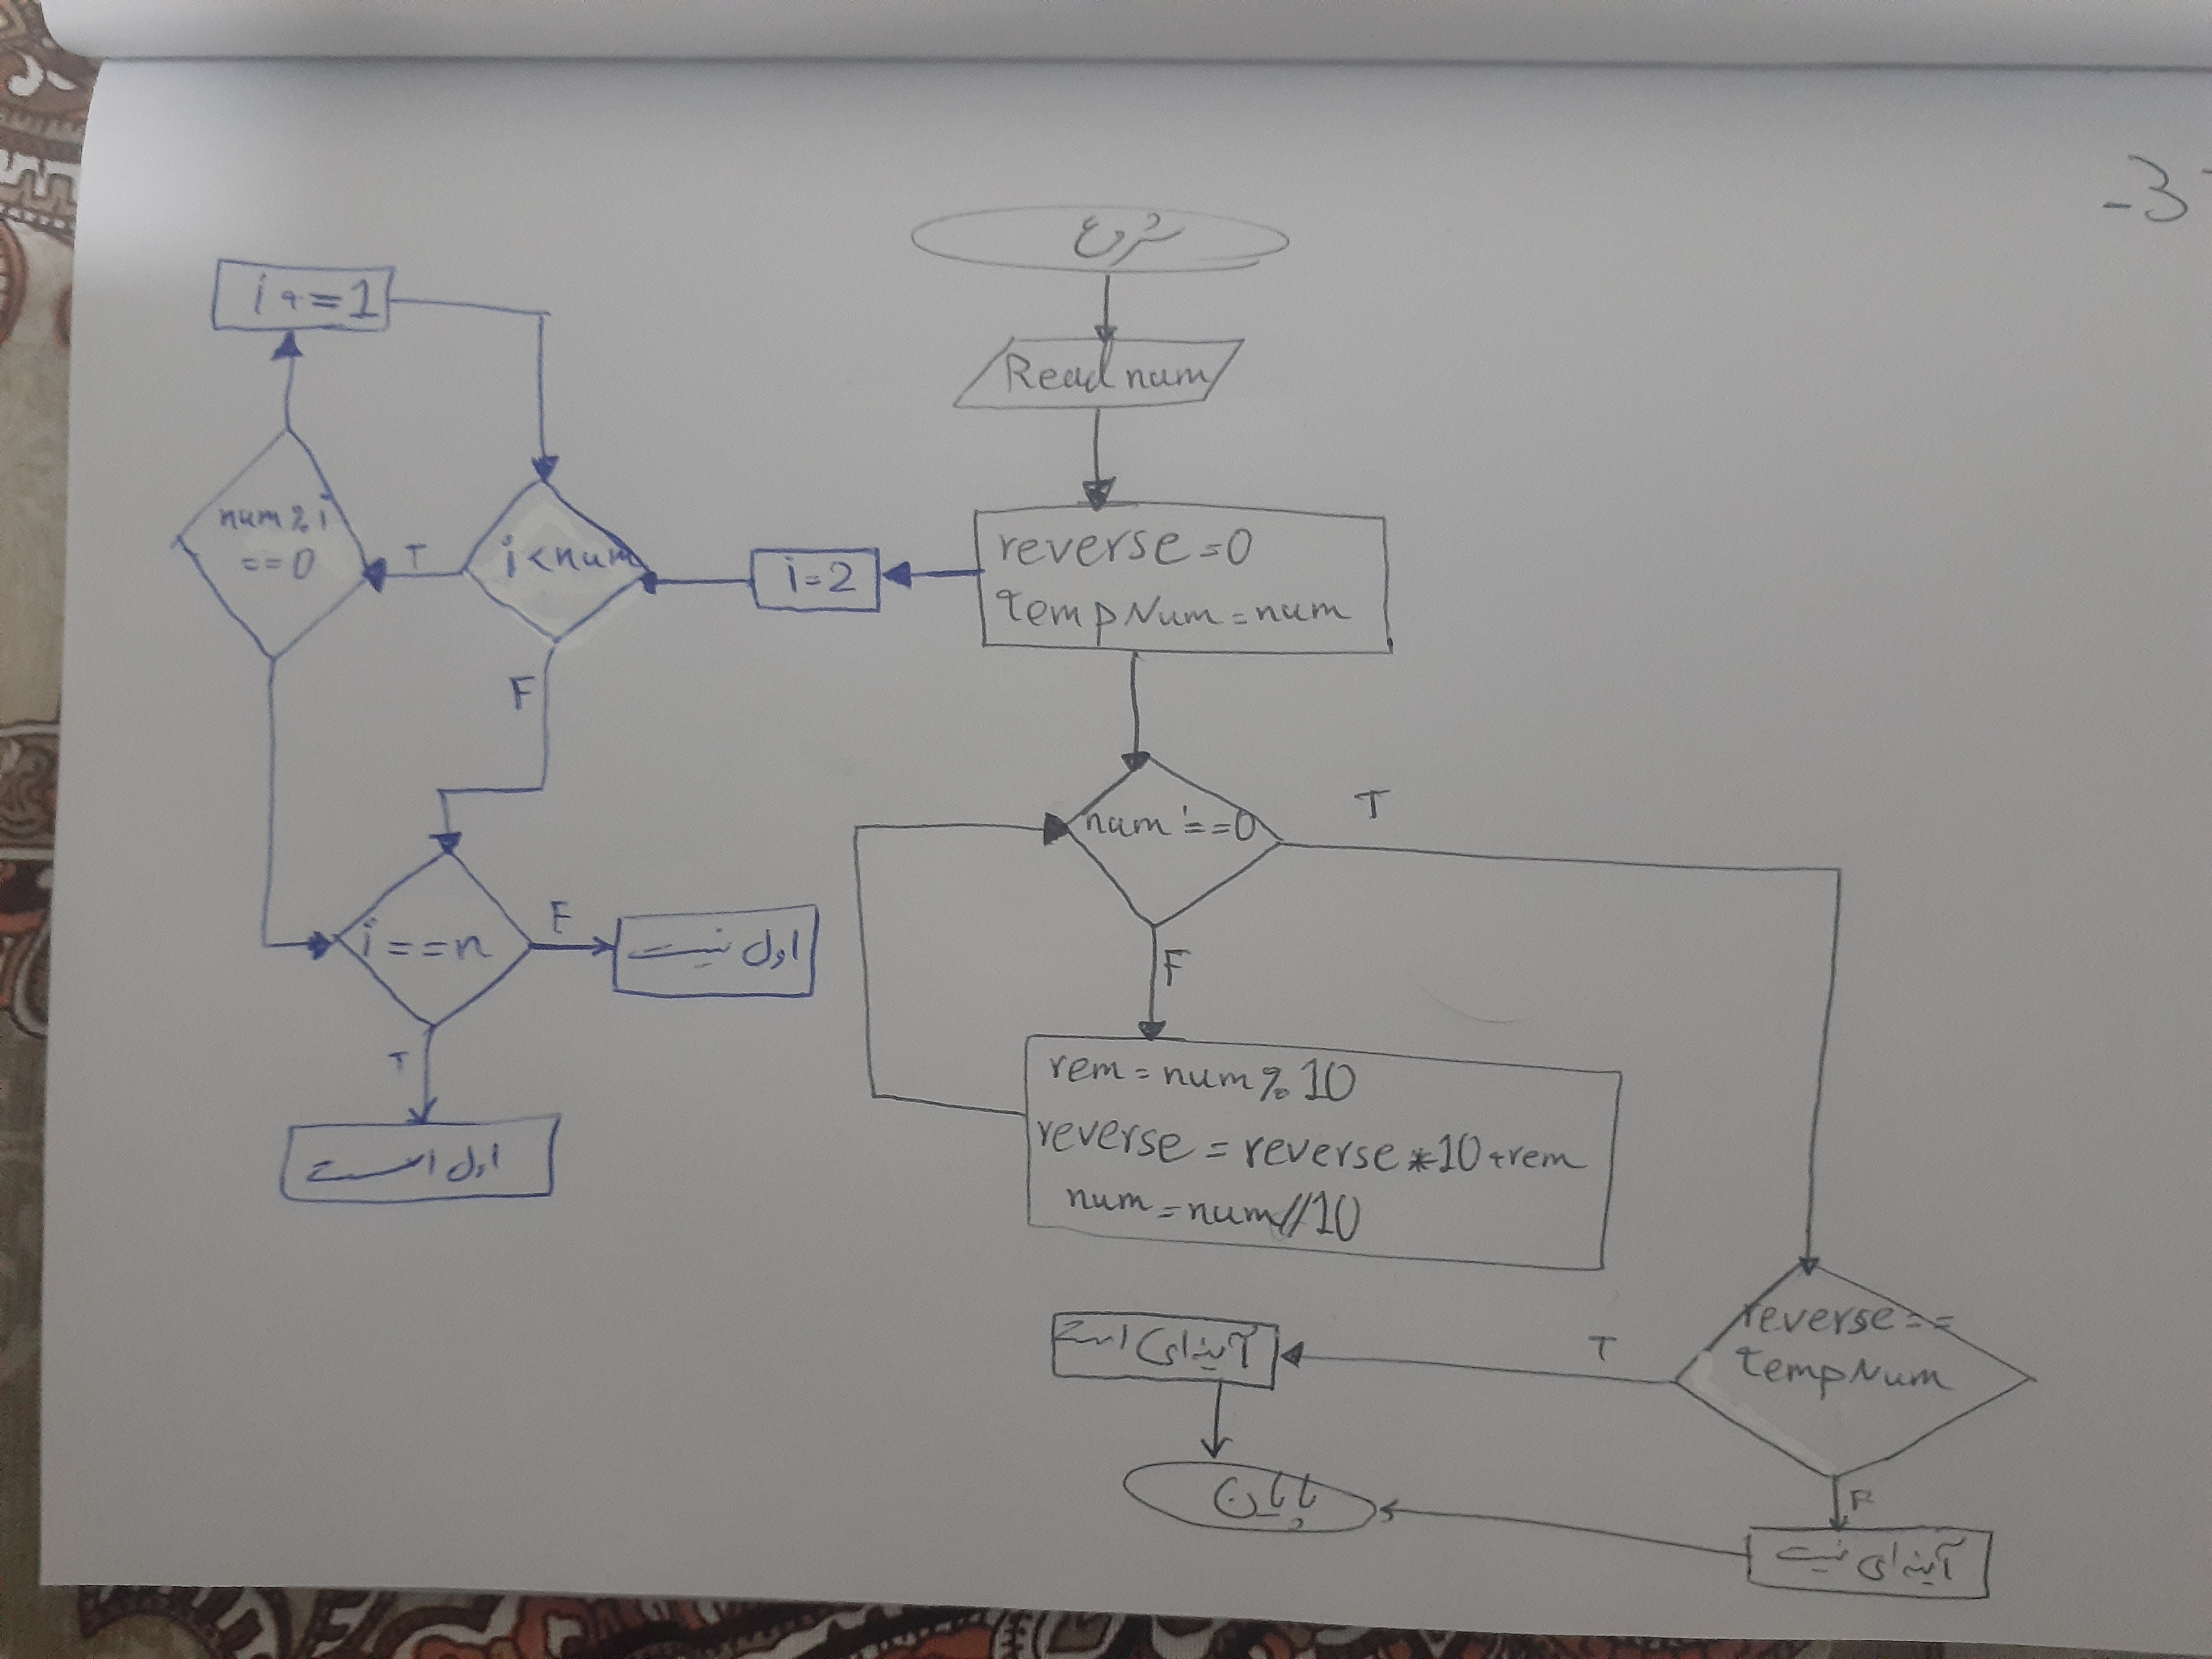 -3
شروع
Read num
reverse=0
tempNum=num
i=2
i<num
T
F
i+=1
num%i
==0
i==n
T
F
اول است
اول نیست
num!==0
T
F
rem=num%10
reverse=reverse*10+rem
num=num//10
reverse==
tempNum
T
F
آینه‌ای است
آینه‌ای نیست
پایان